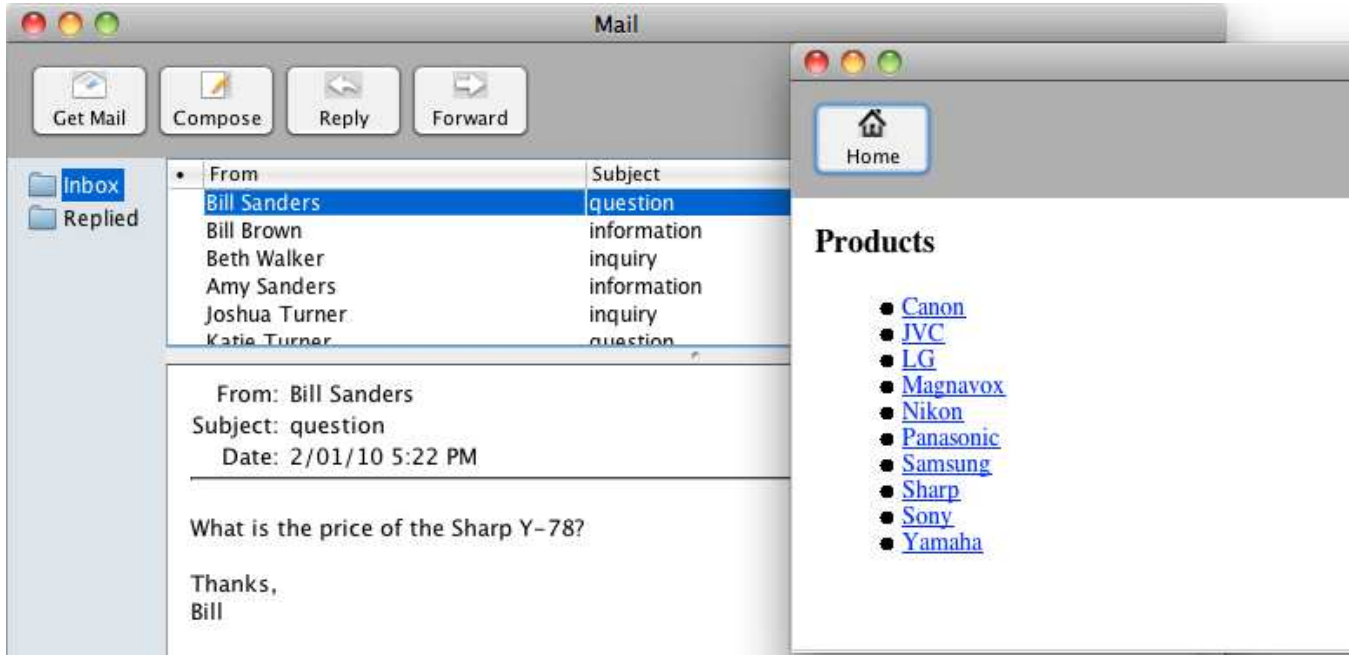 Mail
Get Mail Compose Reply Forward
Inbox
Replied
• From Subject
Bill Sanders question
Bill Brown information
Beth Walker inquiry
Amy Sanders information
Joshua Turner inquiry
Katie Turner question
From: Bill Sanders
Subject: question
Date: 2/01/10 5:22 PM
What is the price of the Sharp Y-78?
Thanks,
Bill
Home
Products
• Canon
• JVC
• LG
• Magnavox
• Nikon
• Panasonic
• Samsung
• Sharp
• Sony
• Yamaha